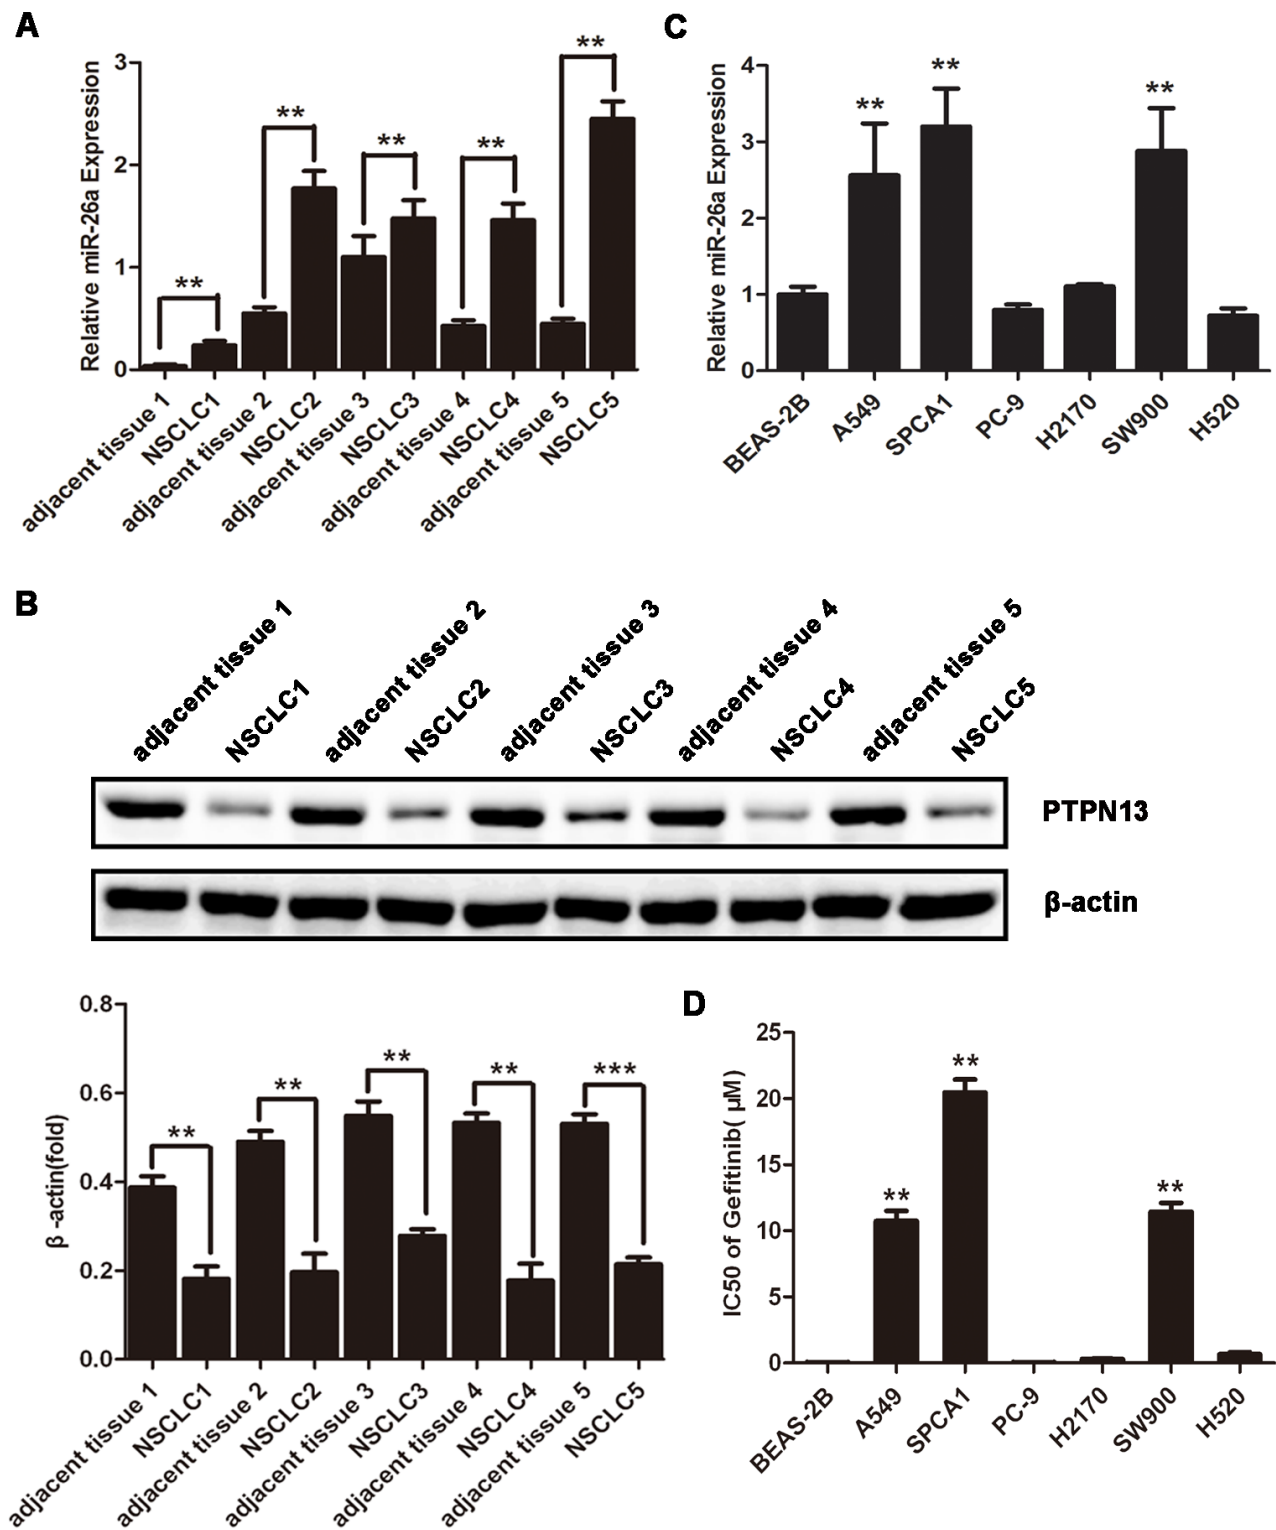 A
Relative miR-26a Expression
3
2
1
0
**
**
**
**
**
adjacent tissue 1
NSCLC1
adjacent tissue 2
NSCLC2
adjacent tissue 3
NSCLC3
adjacent tissue 4
NSCLC4
adjacent tissue 5
NSCLC5
C
Relative miR-26a Expression
4
3
2
1
0
**
**
**
BEAS-2B
A549
SPCA1
PC-9
H2170
SW900
H520
B
adjacent tissue 1
NSCLC1
adjacent tissue 2
NSCLC2
adjacent tissue 3
NSCLC3
adjacent tissue 4
NSCLC4
adjacent tissue 5
NSCLC5
PTPN13
β-actin
β -actin(fold)
0.8
0.6
0.4
0.2
0.0
**
**
**
**
***
adjacent tissue 1
NSCLC1
adjacent tissue 2
NSCLC2
adjacent tissue 3
NSCLC3
adjacent tissue 4
NSCLC4
adjacent tissue 5
NSCLC5
D
IC50 of Gefitinib( μM)
25
20
15
10
5
0
**
**
**
BEAS-2B
A549
SPCA1
PC-9
H2170
SW900
H520